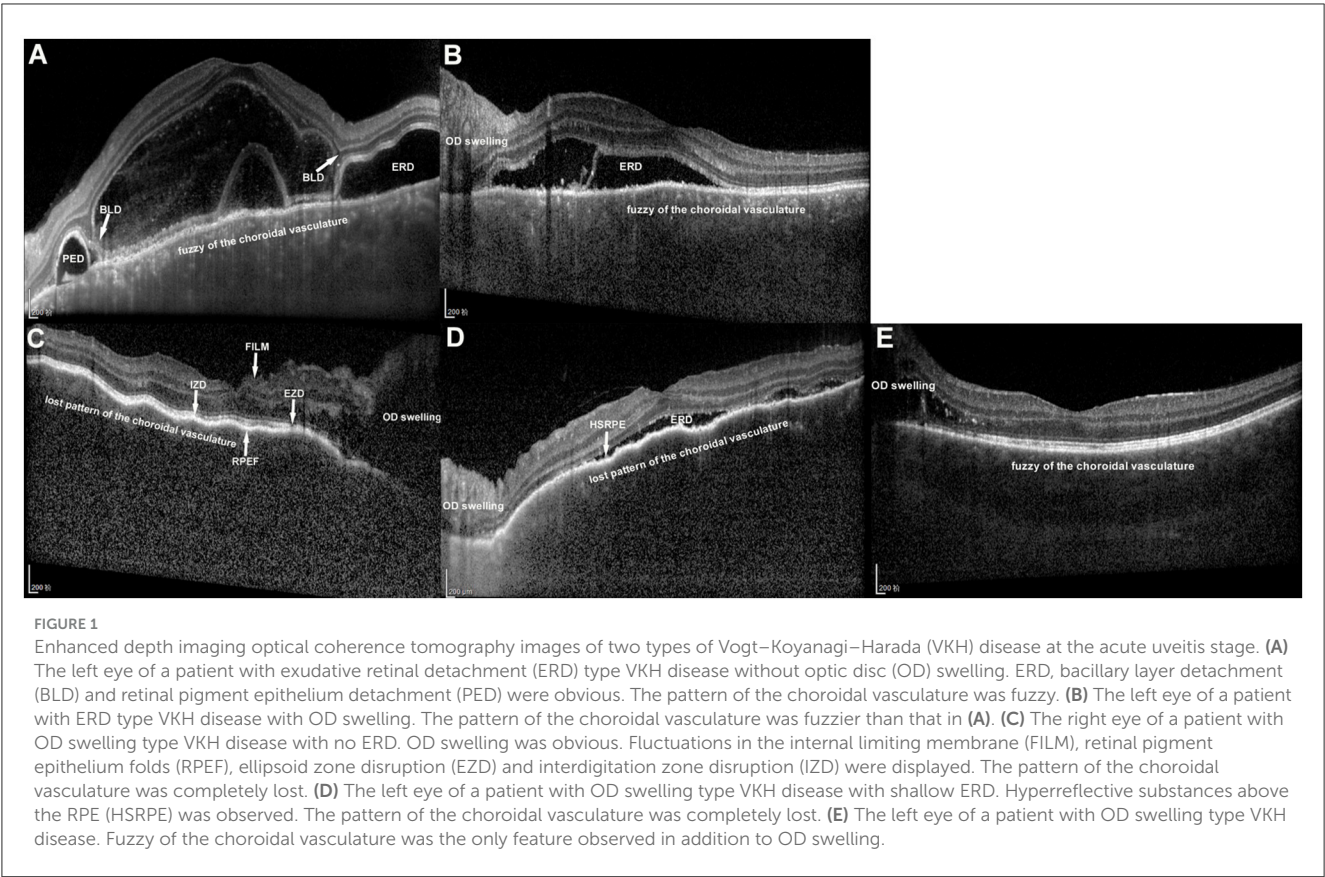 A
BLD
ERD
BLD
PED
fuzzy of the choroidal vasculature
200 粉
B
OD swelling
ERD
fuzzy of the choroidal vasculature
200 粉
C
FILM
IZD
EZD
OD swelling
lost pattern of the choroidal vasculature
RPEF
200 粉
D
HSRPE
ERD
lost pattern of the choroidal vasculature
OD swelling
200 µm
E
OD swelling
fuzzy of the choroidal vasculature
200 粉
FIGURE 1
Enhanced depth imaging optical coherence tomography images of two types of Vogt–Koyanagi–Harada (VKH) disease at the acute uveitis stage. (A)
The left eye of a patient with exudative retinal detachment (ERD) type VKH disease without optic disc (OD) swelling. ERD, bacillary layer detachment
(BLD) and retinal pigment epithelium detachment (PED) were obvious. The pattern of the choroidal vasculature was fuzzy. (B) The left eye of a patient
with ERD type VKH disease with OD swelling. The pattern of the choroidal vasculature was fuzzier than that in (A). (C) The right eye of a patient with
OD swelling type VKH disease with no ERD. OD swelling was obvious. Fluctuations in the internal limiting membrane (FILM), retinal pigment
epithelium folds (RPEF), ellipsoid zone disruption (EZD) and interdigitation zone disruption (IZD) were displayed. The pattern of the choroidal
vasculature was completely lost. (D) The left eye of a patient with OD swelling type VKH disease with shallow ERD. Hyperreflective substances above
the RPE (HSRPE) was observed. The pattern of the choroidal vasculature was completely lost. (E) The left eye of a patient with OD swelling type VKH
disease. Fuzzy of the choroidal vasculature was the only feature observed in addition to OD swelling.